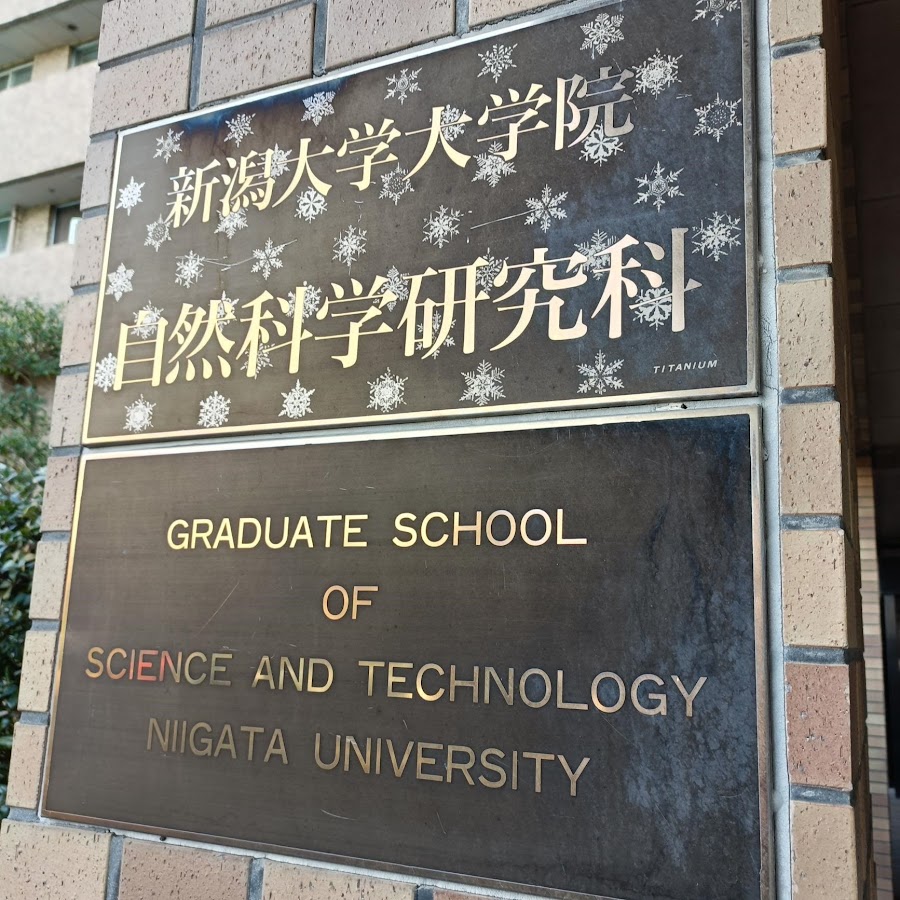 新潟大学大学院
自然科学研究科
TITANIUM
GRADUATE SCHOOL
OF
SCIENCE AND TECHNOLOGY
NIIGATA UNIVERSITY